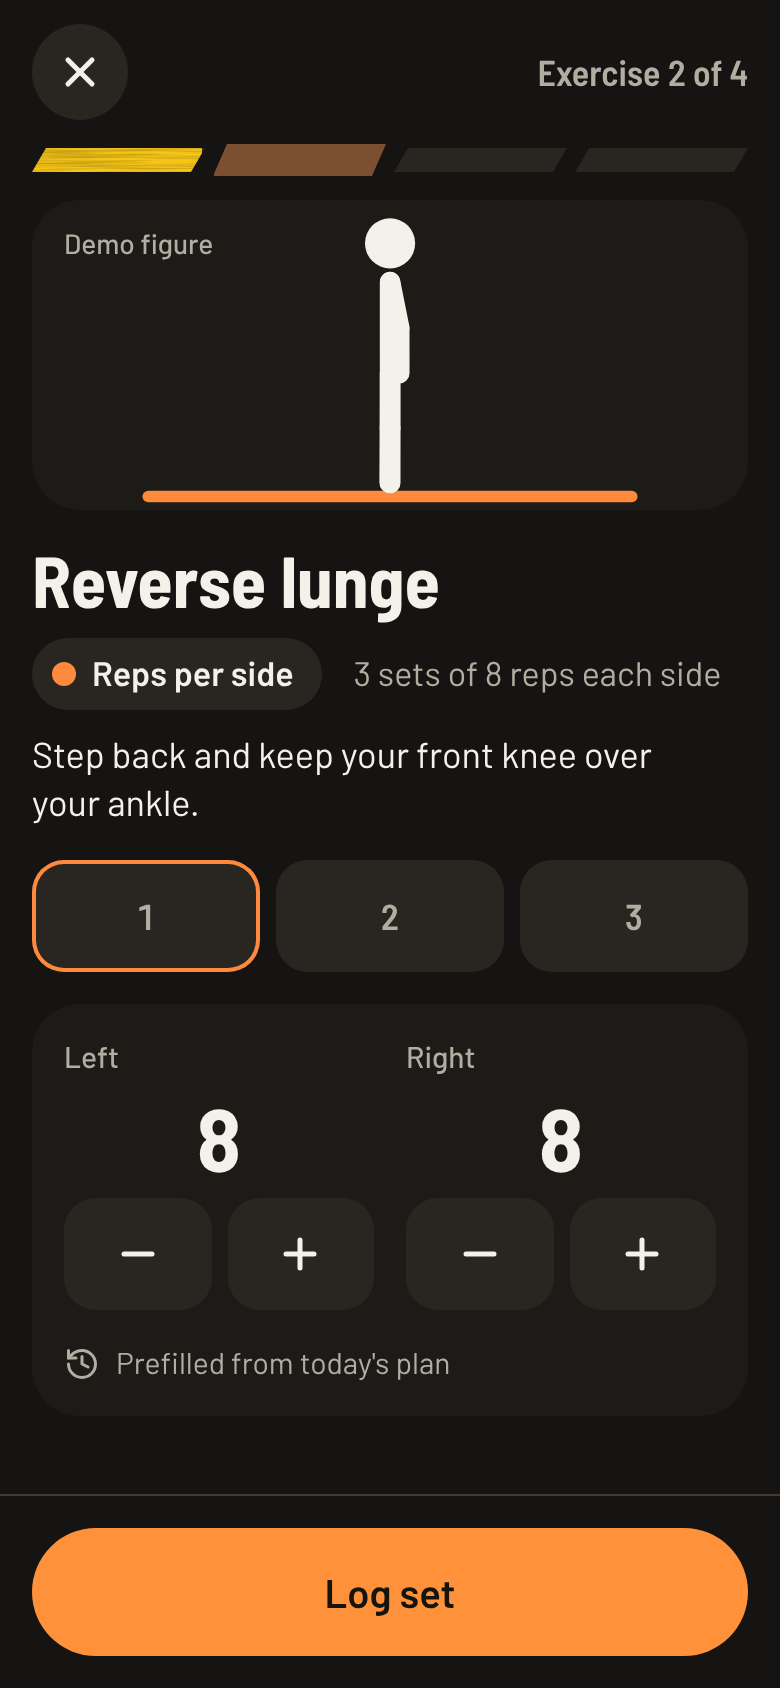 Exercise 2 of 4
Demo figure
Reverse lunge
Reps per side
3 sets of 8 reps each side
Step back and keep your front knee over
your ankle.
1
2
3
Left
Right
8
8
Prefilled from today's plan
Log set